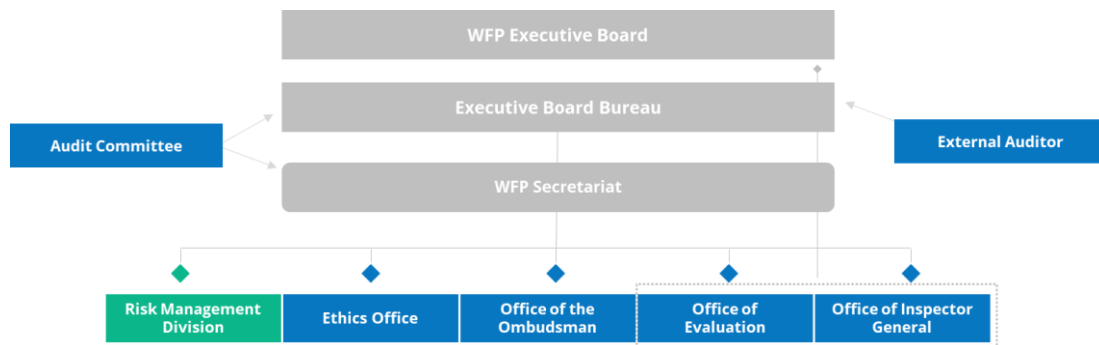 WFP Executive Board
Executive Board Bureau
Audit Committee
External Auditor
WFP Secretariat
Risk Management
Division
Ethics Office
Office of the
Ombudsman
Office of
Evaluation
Office of Inspector
General